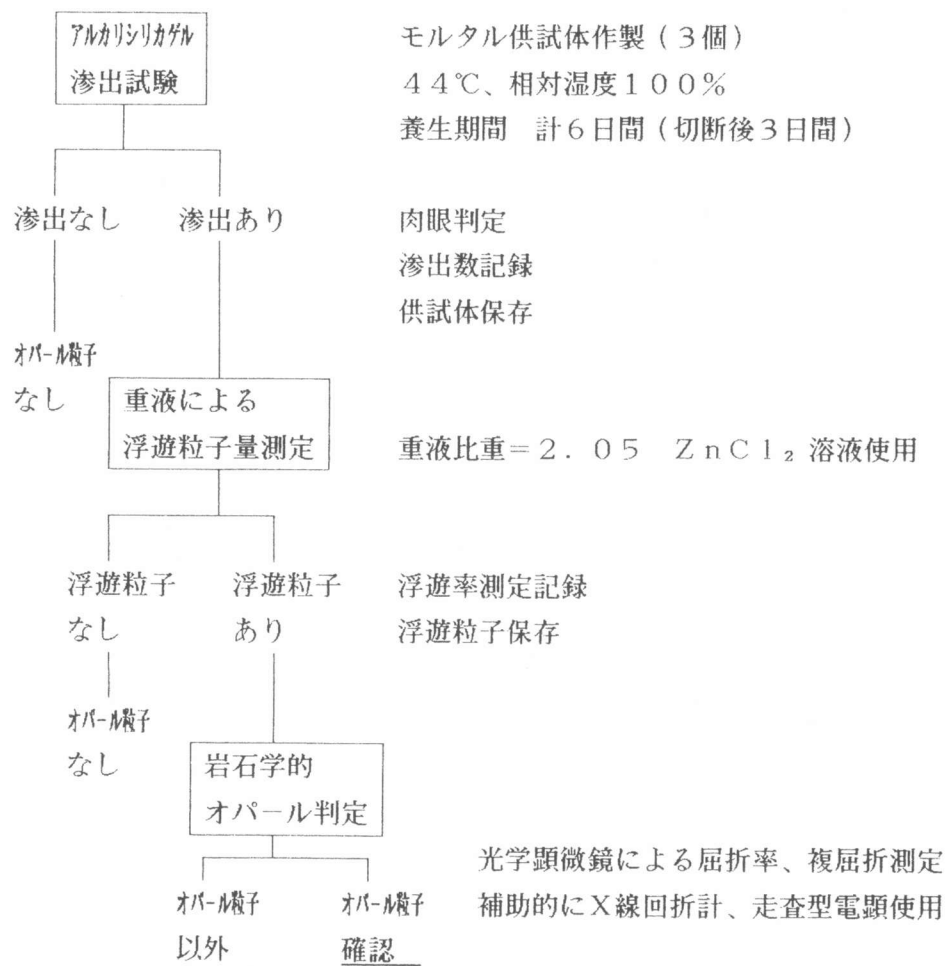 アルカリシリカゲル
滲出試験
モルタル供試体作製（３個）
４４℃、相対湿度１００％
養生期間　計６日間（切断後３日間）
滲出なし　滲出あり
肉眼判定
滲出数記録
供試体保存
オパール粒子
なし
重液による
浮遊粒子量測定
重液比重＝２．０５　ＺｎＣｌ₂溶液使用
浮遊粒子　浮遊粒子
なし　あり
浮遊率測定記録
浮遊粒子保存
オパール粒子
なし
岩石学的
オパール判定
光学顕微鏡による屈折率、複屈折測定
補助的にＸ線回折計、走査型電顕使用
オパール粒子　オパール粒子
以外　確認